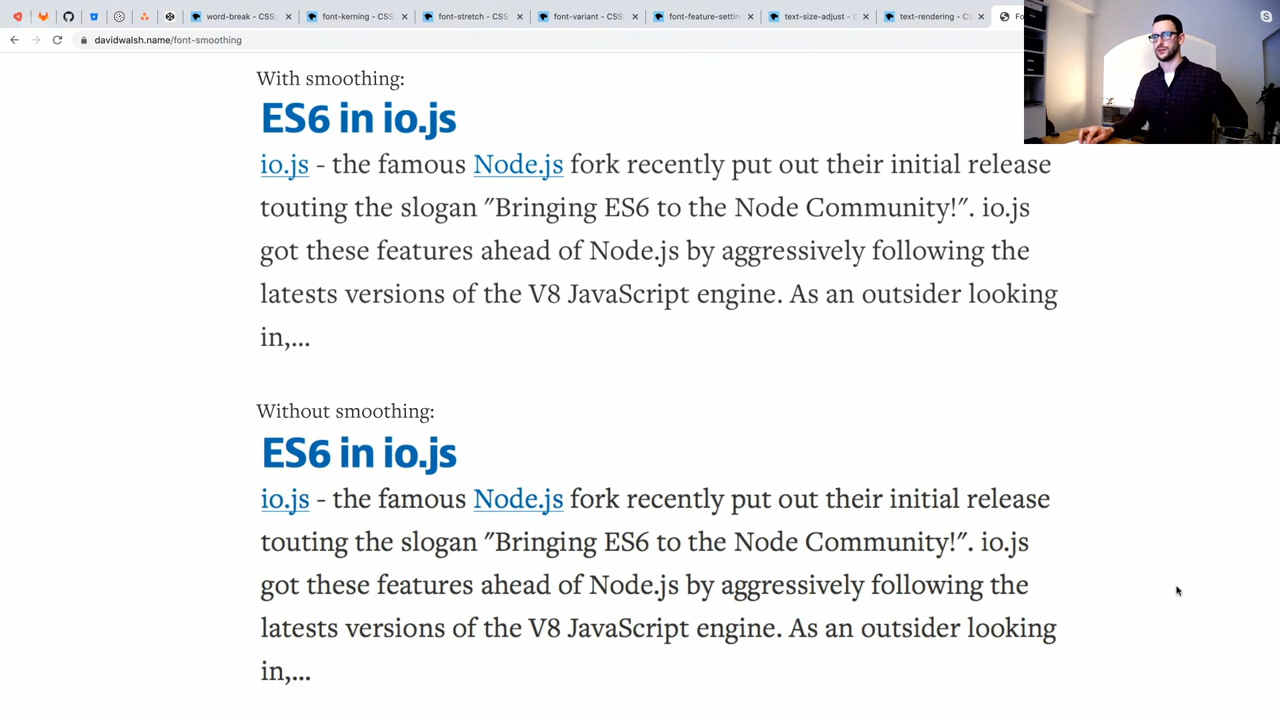 word-break - CSS:
font-kerning - CSS:
font-stretch - CSS:
font-variant - CSS:
font-feature-settin
text-size-adjust - C
text-rendering - CS
Fo
davidwalsh.name/font-smoothing
With smoothing:
ES6 in io.js
io.js - the famous Node.js fork recently put out their initial release
touting the slogan "Bringing ES6 to the Node Community!". io.js
got these features ahead of Node.js by aggressively following the
latests versions of the V8 JavaScript engine. As an outsider looking
in,...
Without smoothing:
ES6 in io.js
io.js - the famous Node.js fork recently put out their initial release
touting the slogan "Bringing ES6 to the Node Community!". io.js
got these features ahead of Node.js by aggressively following the
latests versions of the V8 JavaScript engine. As an outsider looking
in,...